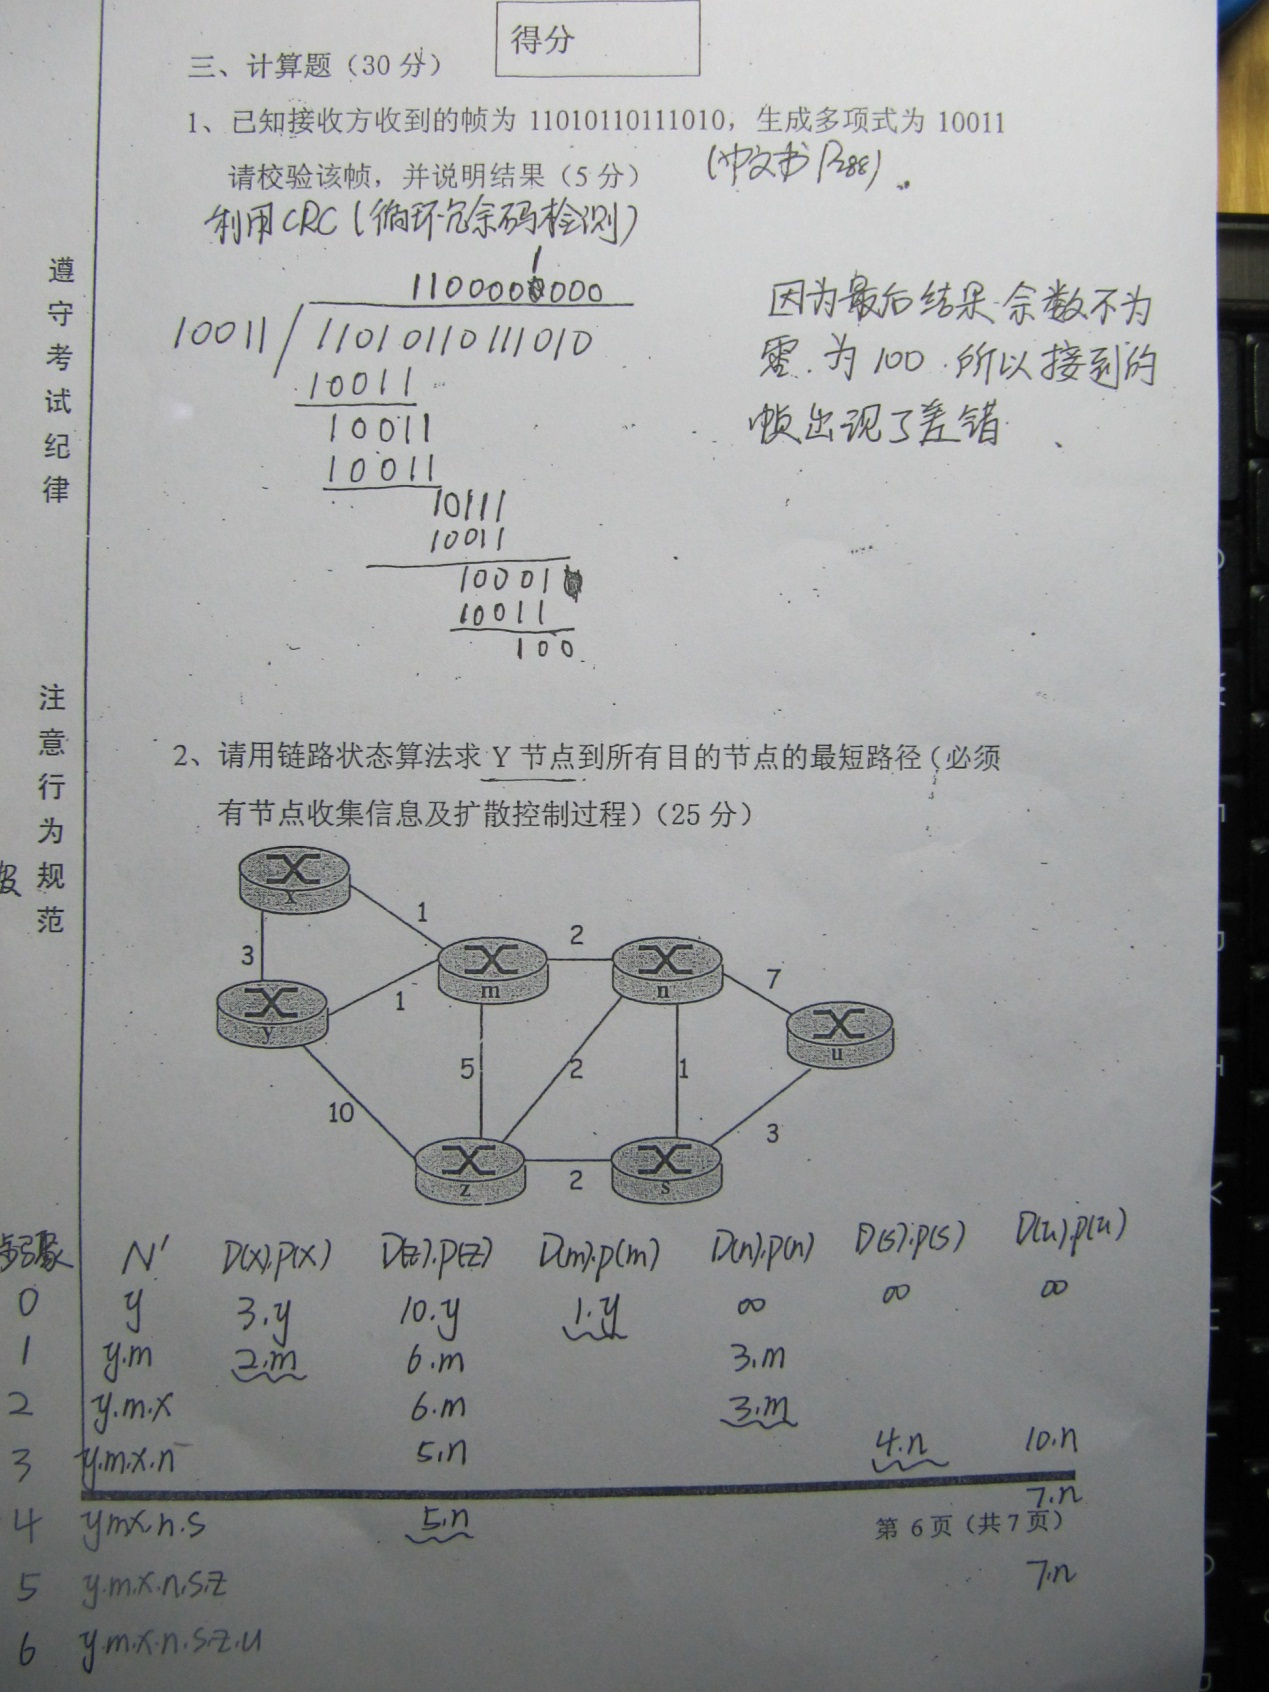 得分
三、计算题（30 分）
1、已知接收方收到的帧为 11010110111010，生成多项式为 10011
请校验该帧，并说明结果（5 分）
(中文书 P288)
利用CRC（循环冗余码检测）
1
1100000000
10011
11010110111010
10011
10011
10011
10111
10011
10001
10011
100
因为最后结果余数不为
零.为100.所以接到的
帧出现了差错
遵守考试纪律
注意行为规范
2、请用链路状态算法求 Y 节点到所有目的节点的最短路径（必须
有节点收集信息及扩散控制过程）（25 分）
x
1
3
2
m
n
7
1
y
u
5
2
1
10
3
z
2
s
步骤 N' D(x).p(x) D(z).p(z) D(m).p(m) D(n).p(n) D(s).p(s) D(u).p(u)
0 y 3.y 10.y 1.y ∞ ∞ ∞
1 y.m 2.m 6.m 3.m
2 y.m.x 6.m 3.m
3 y.m.x.n 5.n 4.n 10.n
4 ymx.n.s 5.n 7.n
第 6页（共7页）
5 y.m.x.n.s.z 7.n
6 y.m.x.n.s.z.u